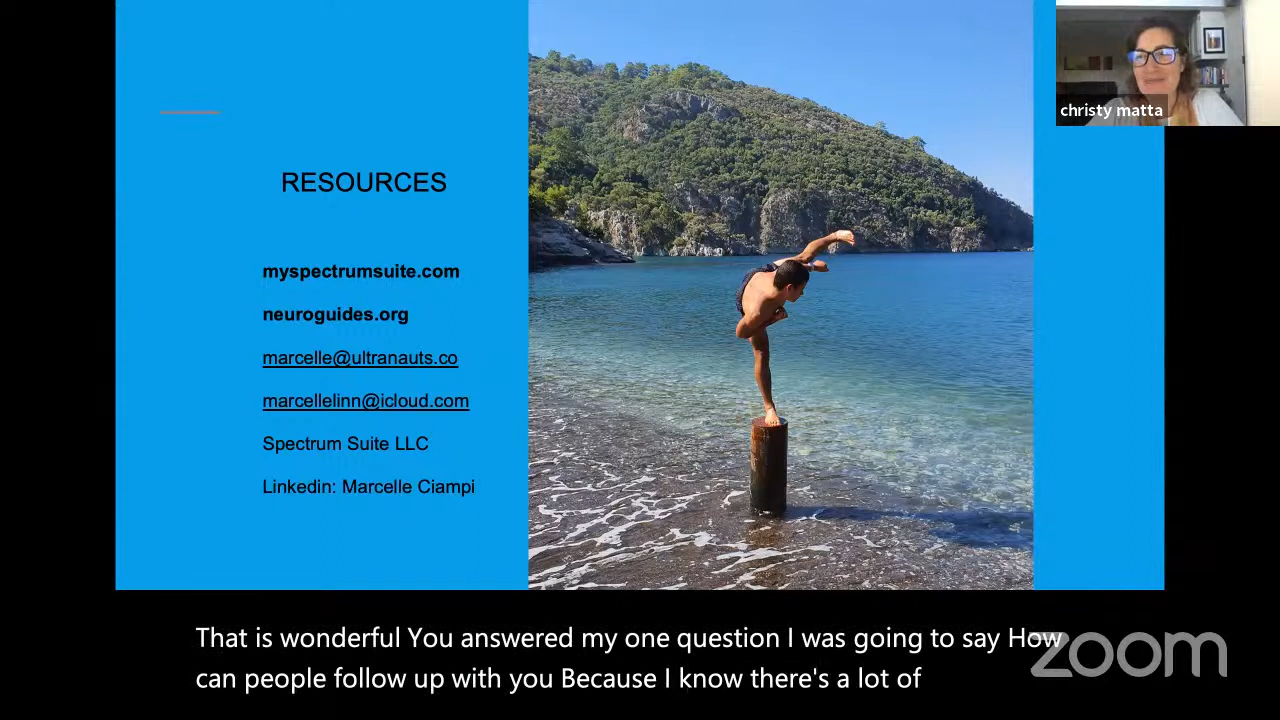 christy matta
RESOURCES
myspectrumsuite.com
neuroguides.org
marcelle@ultranauts.co
marcellelinn@icloud.com
Spectrum Suite LLC
Linkedin: Marcelle Ciampi
That is wonderful You answered my one question I was going to say How
can people follow up with you Because I know there's a lot of
zoom